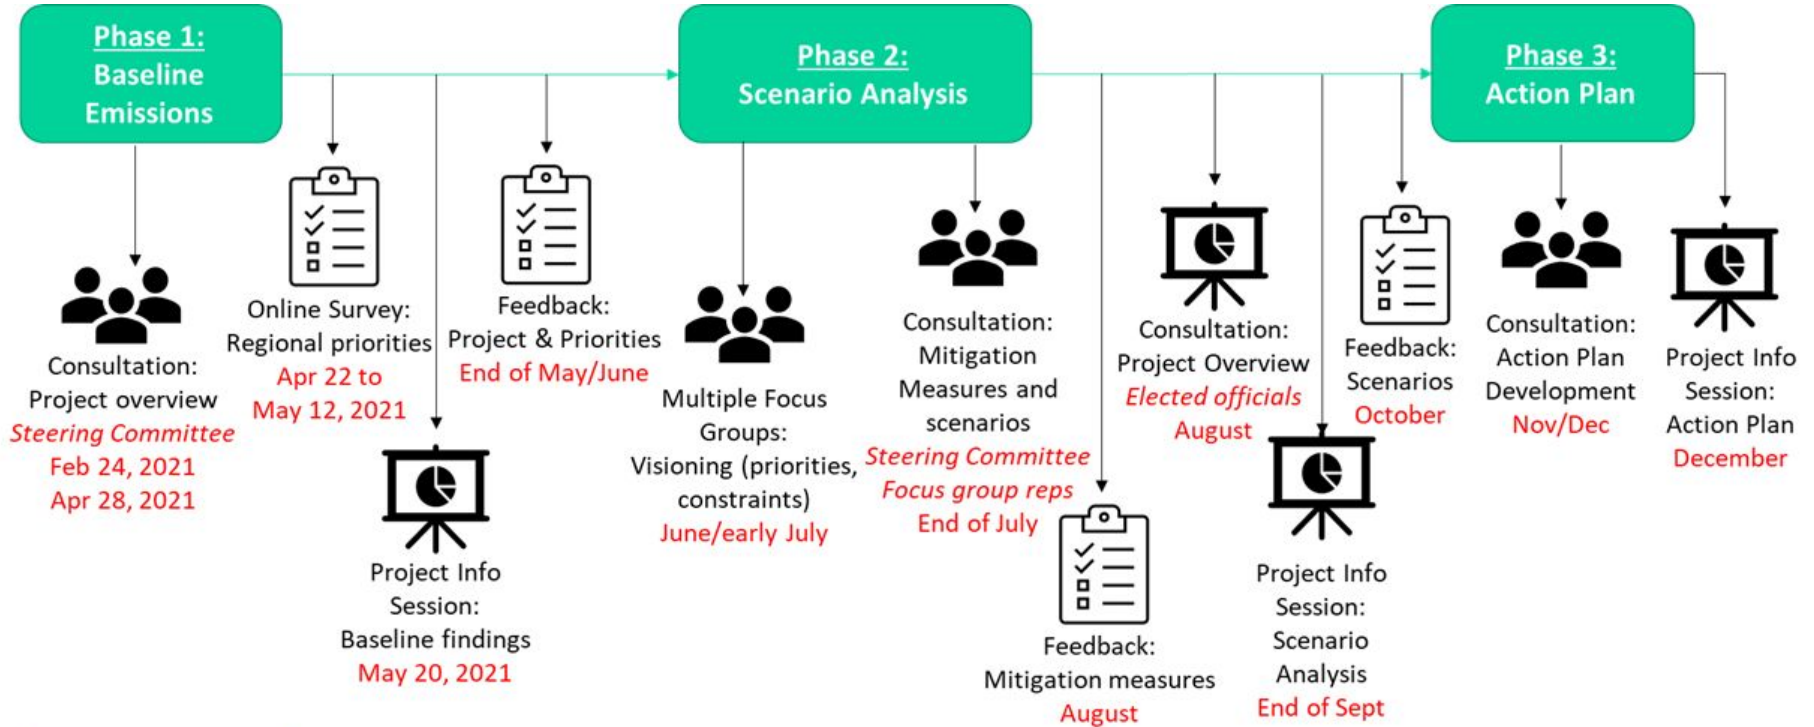 Phase 1:
Baseline
Emissions
Phase 2:
Scenario Analysis
Phase 3:
Action Plan
Consultation:
Project overview
Steering Committee
Feb 24, 2021
Apr 28, 2021
Online Survey:
Regional priorities
Apr 22 to
May 12, 2021
Project Info
Session:
Baseline findings
May 20, 2021
Feedback:
Project & Priorities
End of May/June
Multiple Focus
Groups:
Visioning (priorities,
constraints)
June/early July
Consultation:
Mitigation
Measures and
scenarios
Steering Committee
Focus group reps
End of July
Feedback:
Mitigation measures
August
Consultation:
Project Overview
Elected officials
August
Project Info
Session:
Scenario
Analysis
End of Sept
Feedback:
Scenarios
October
Consultation:
Action Plan
Development
Nov/Dec
Project Info
Session:
Action Plan
December